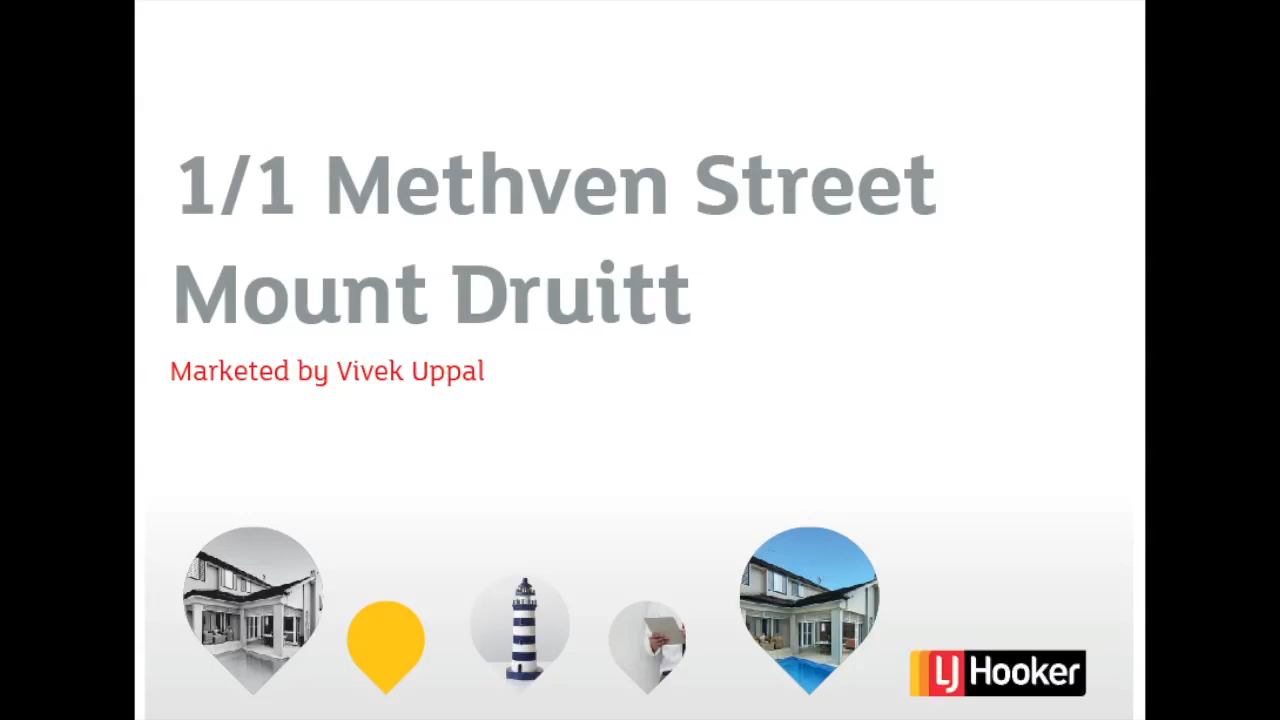 1/1 Methven Street
Mount Druitt
Marketed by Vivek Uppal
LJ Hooker